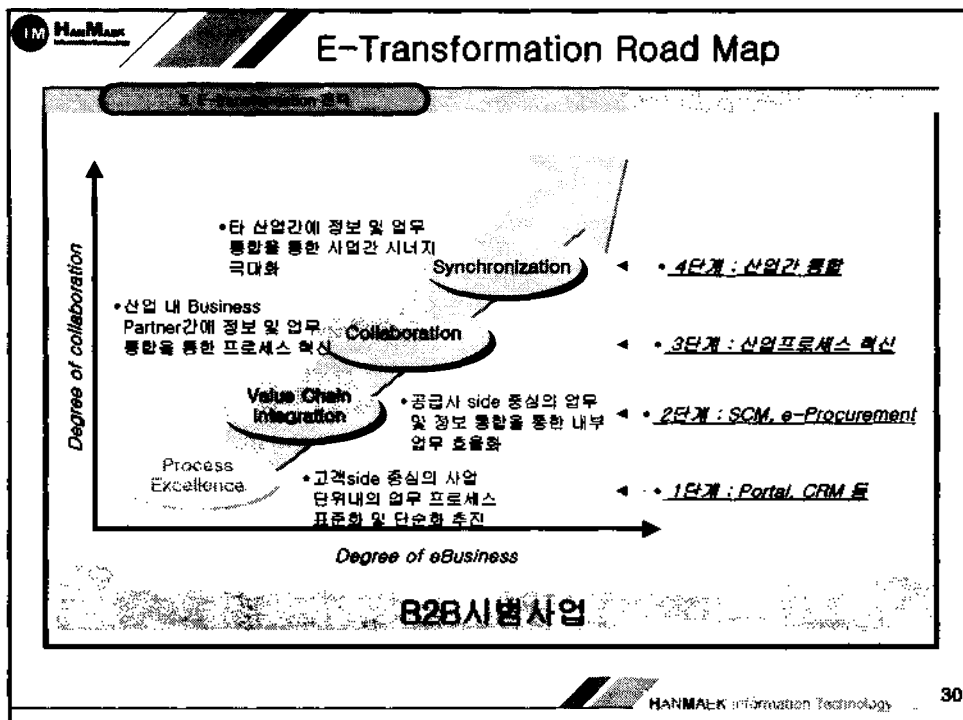 HANMAEK
Information Technology
E-Transformation Road Map
E-Transformation
Degree of collaboration
•타 산업간에 정보 및 업무
통합을 통한 사업간 시너지
극대화
Synchronization
• 4단계 : 산업간 통합
•산업 내 Business
Partner간에 정보 및 업무
통합을 통한 프로세스 혁신
Collaboration
• 3단계 : 산업프로세스 혁신
Value Chain
Integration
•공급사 side 중심의 업무
및 정보 통합을 통한 내부
업무 효율화
• 2단계 : SCM, e-Procurement
Process
Excellence
•고객side 중심의 사업
단위내의 업무 프로세스
표준화 및 단순화 추진
• 1단계 : Portal, CRM 등
Degree of eBusiness
B2B시범사업
HANMAEK Information Technology
30